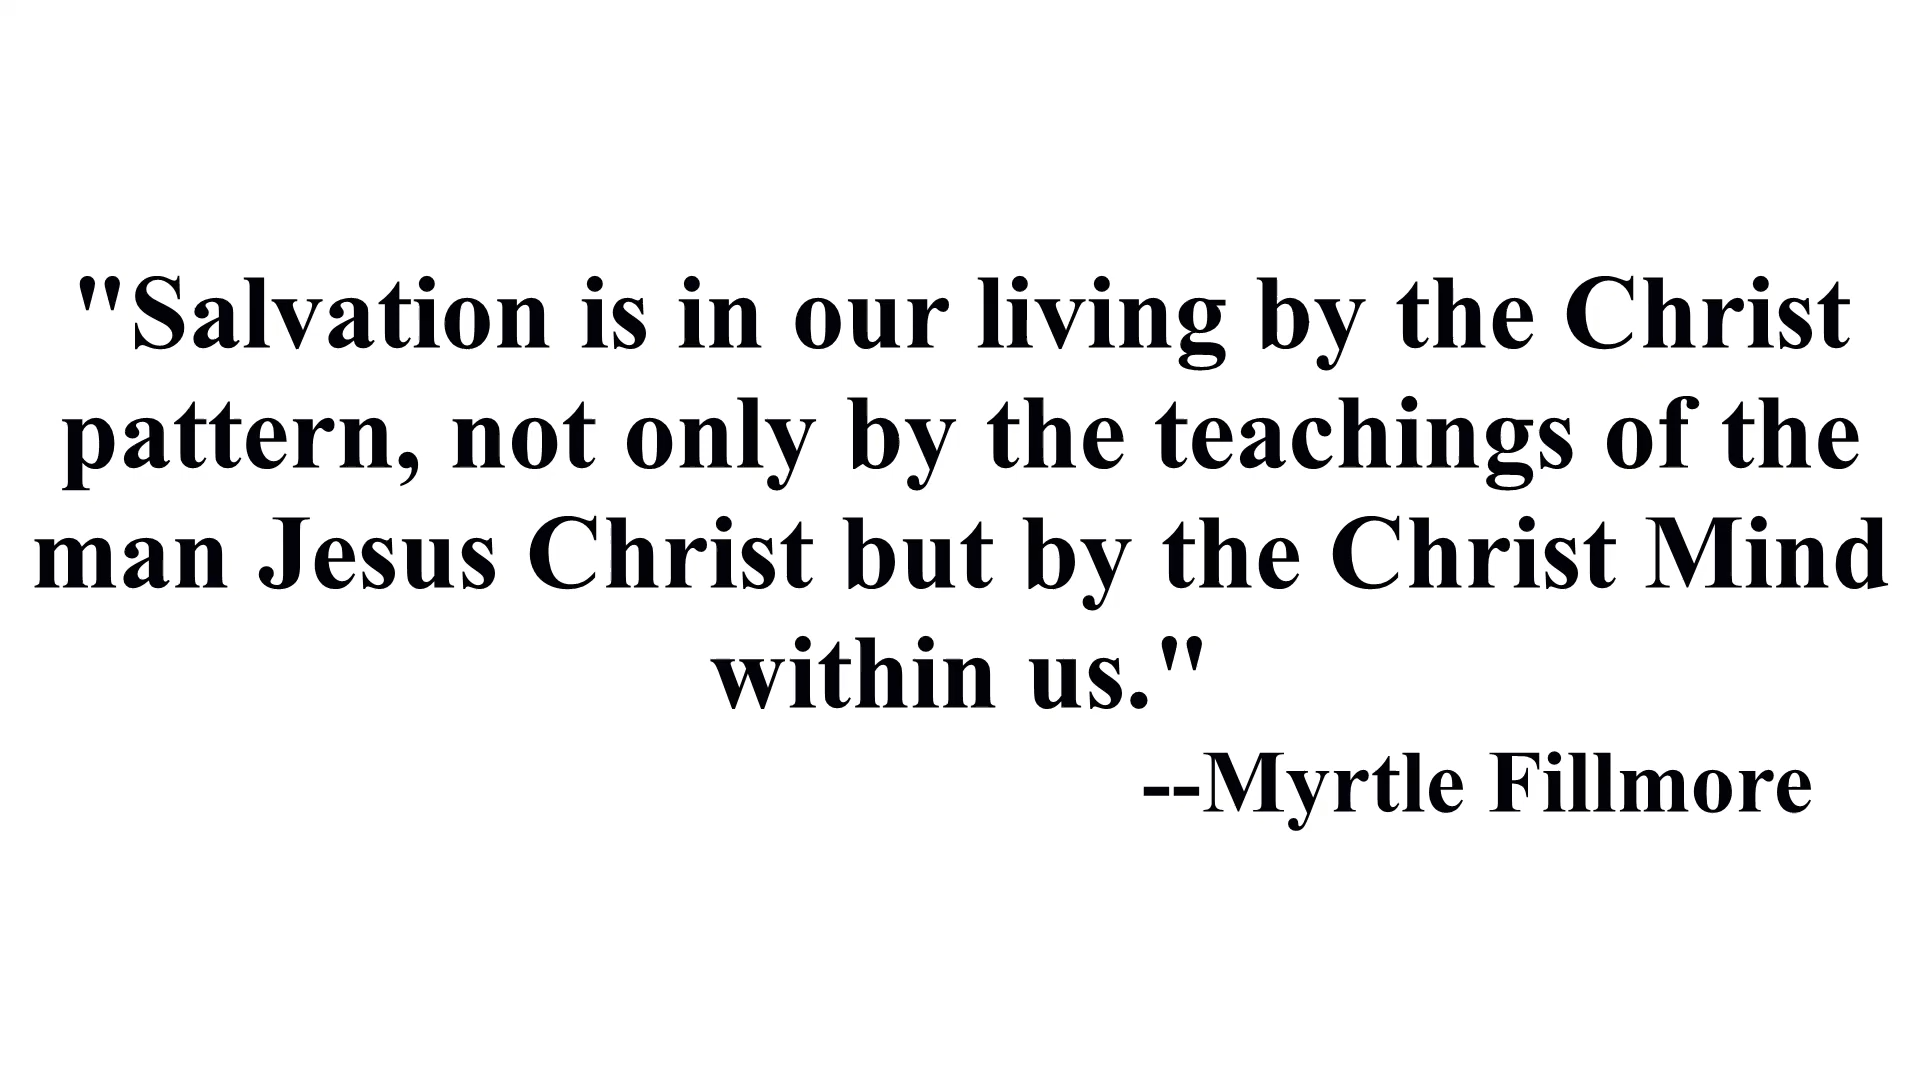 "Salvation is in our living by the Christ
pattern, not only by the teachings of the
man Jesus Christ but by the Christ Mind
within us."
--Myrtle Fillmore